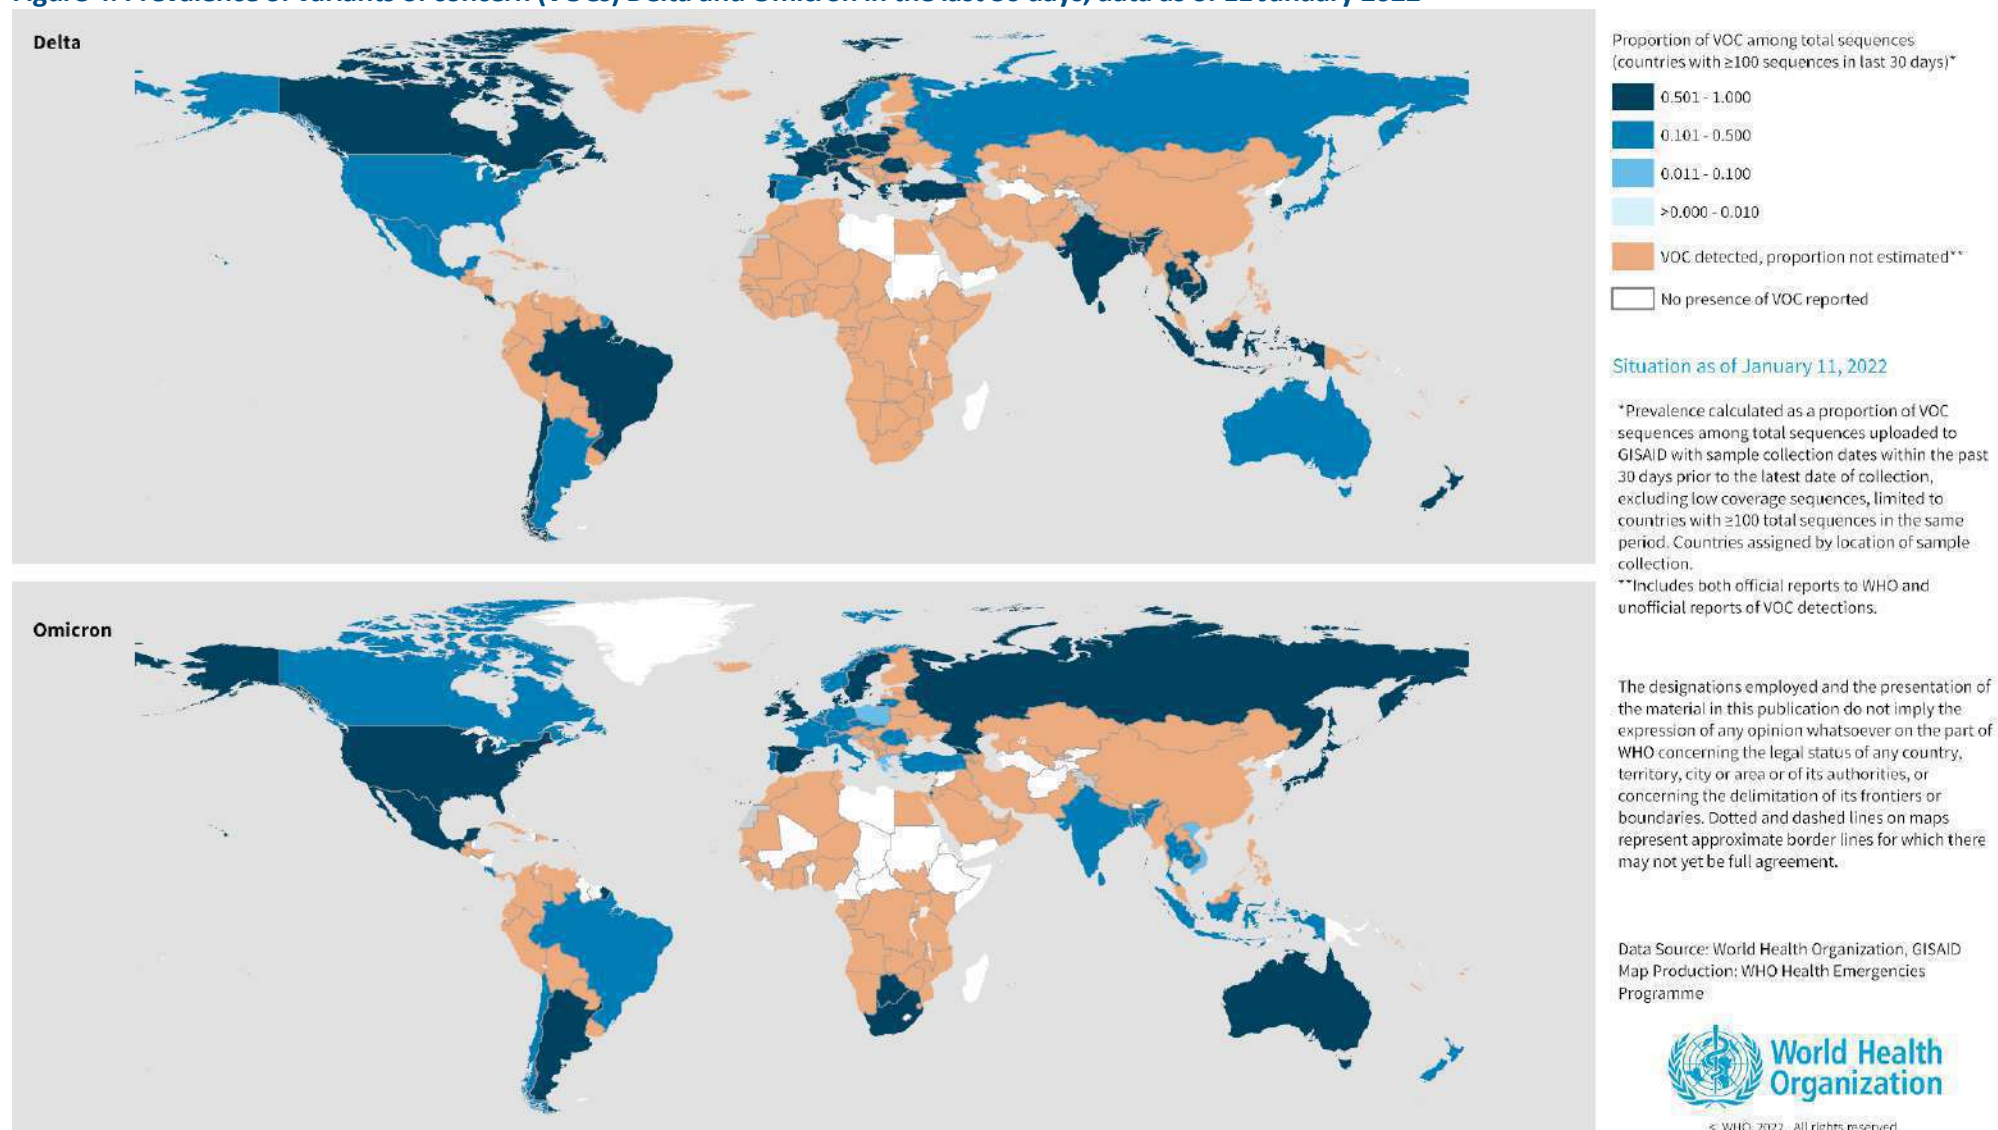 Delta
Proportion of VOC among total sequences
(countries with ≥100 sequences in last 30 days)*
0.501 - 1.000
0.101 - 0.500
0.011 - 0.100
>0.000 - 0.010
VOC detected, proportion not estimated**
No presence of VOC reported
Situation as of January 11, 2022
*Prevalence calculated as a proportion of VOC
sequences among total sequences uploaded to
GISAID with sample collection dates within the past
30 days prior to the latest date of collection,
excluding low coverage sequences, limited to
countries with ≥100 total sequences in the same
period. Countries assigned by location of sample
collection.
**Includes both official reports to WHO and
unofficial reports of VOC detections.
Omicron
The designations employed and the presentation of
the material in this publication do not imply the
expression of any opinion whatsoever on the part of
WHO concerning the legal status of any country,
territory, city or area or of its authorities, or
concerning the delimitation of its frontiers or
boundaries. Dotted and dashed lines on maps
represent approximate border lines for which there
may not yet be full agreement.
Data Source: World Health Organization, GISAID
Map Production: WHO Health Emergencies
Programme
World Health
Organization
WHO 2022 All rights reserved